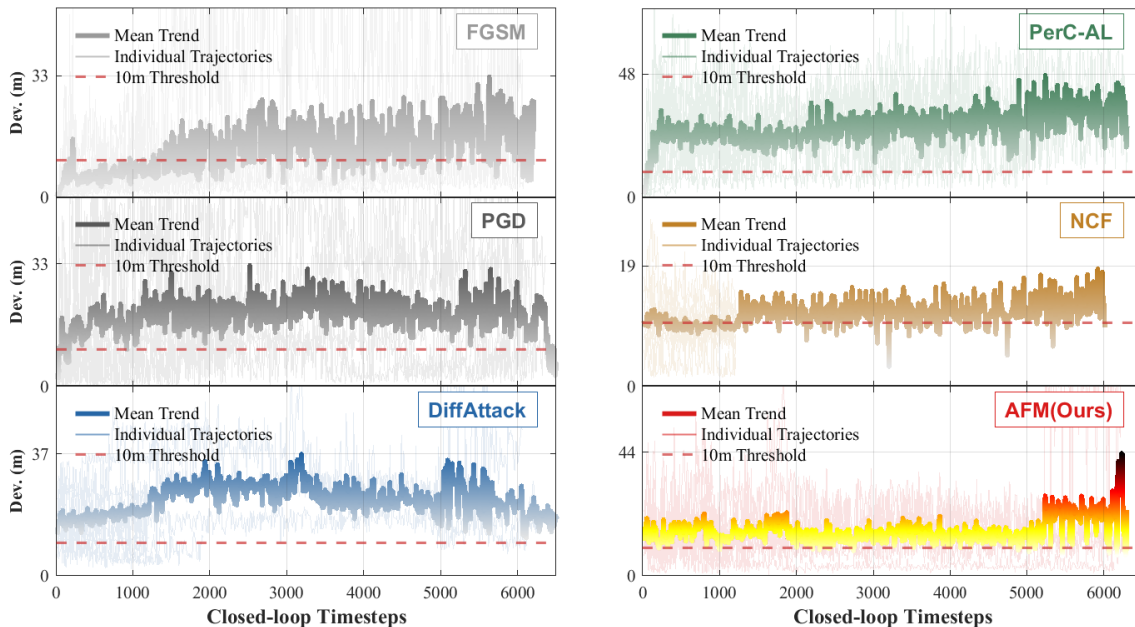 FGSM
Mean Trend
Individual Trajectories
10m Threshold
33
0
Dev. (m)
PGD
Mean Trend
Individual Trajectories
10m Threshold
33
0
Dev. (m)
DiffAttack
Mean Trend
Individual Trajectories
10m Threshold
37
0
Dev. (m)
0 1000 2000 3000 4000 5000 6000
Closed-loop Timesteps
PerC-AL
Mean Trend
Individual Trajectories
10m Threshold
48
0
NCF
Mean Trend
Individual Trajectories
10m Threshold
19
0
AFM(Ours)
Mean Trend
Individual Trajectories
10m Threshold
44
0
0 1000 2000 3000 4000 5000 6000
Closed-loop Timesteps